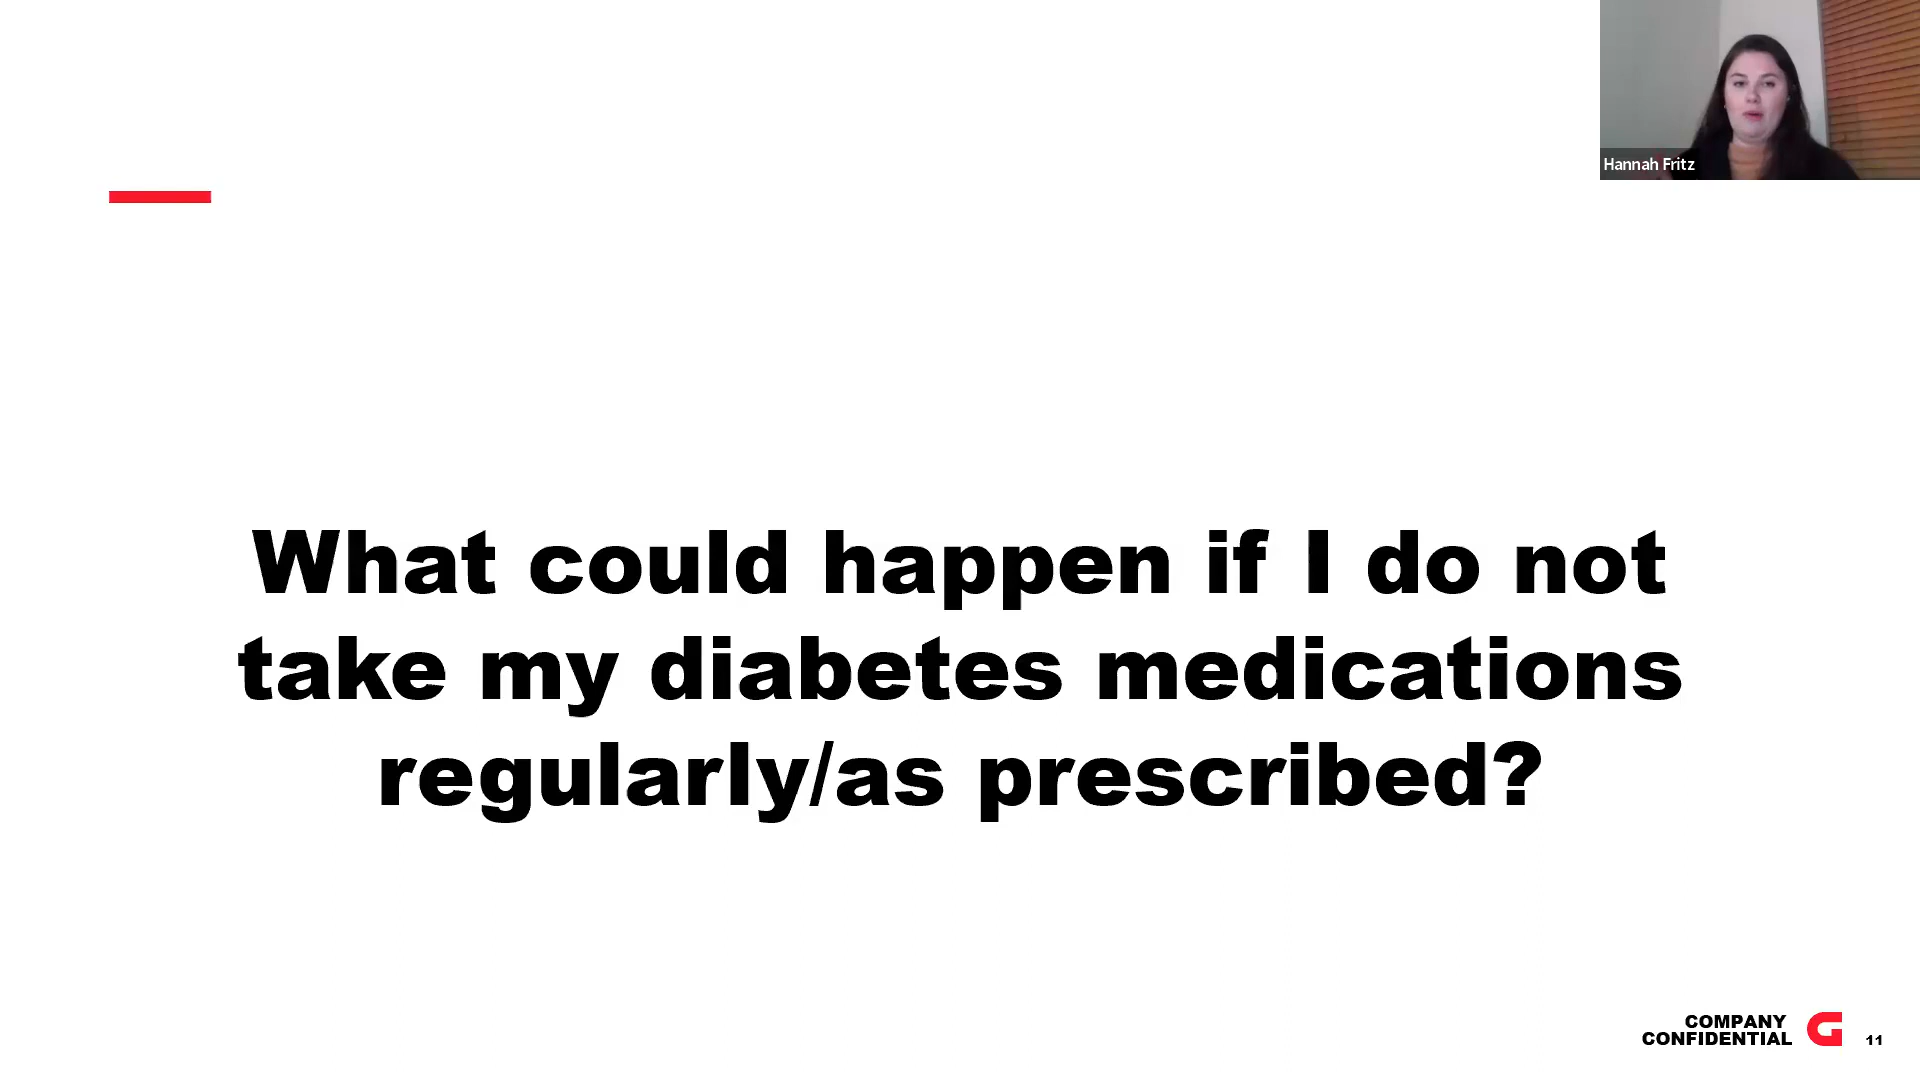 Hannah Fritz
What could happen if I do not
take my diabetes medications
regularly/as prescribed?
COMPANY
CONFIDENTIAL
G
11